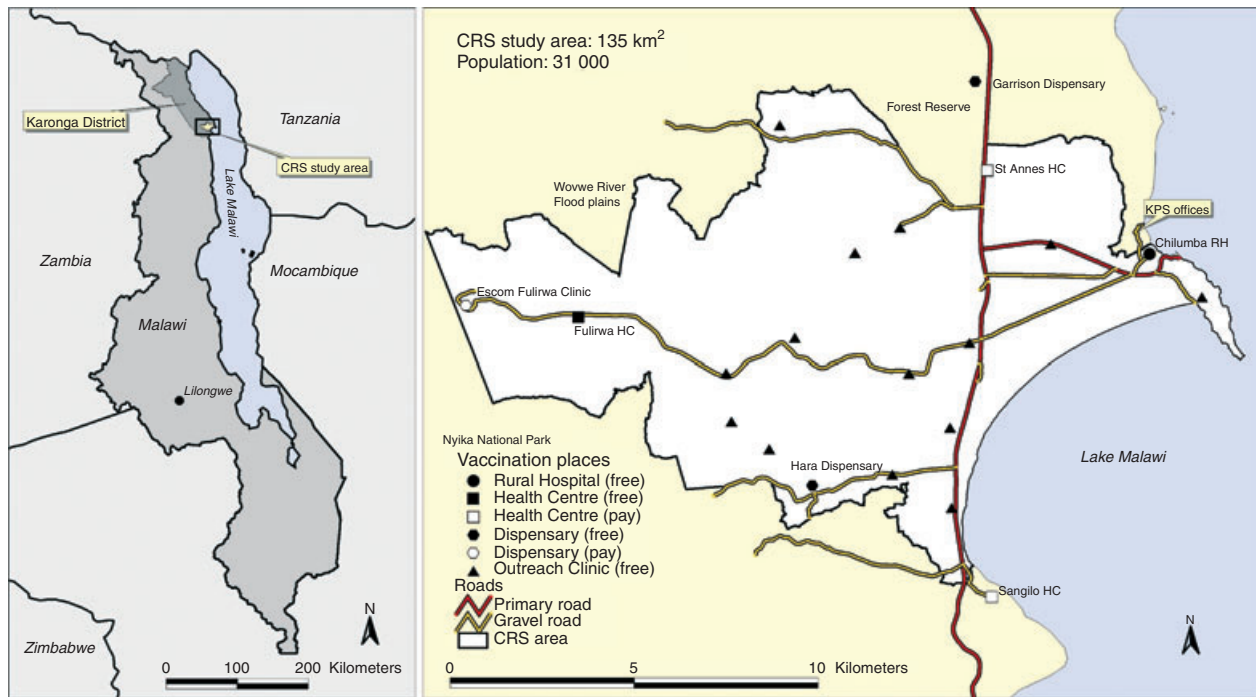 Karonga District
Tanzania
CRS study area
Lake Malawi
Zambia
Mocambique
Malawi
Lilongwe
Zimbabwe
N
0 100 200 Kilometers
CRS study area: 135 km²
Population: 31 000
Garrison Dispensary
Forest Reserve
St Annes HC
Wovwe River
Flood plains
KPS offices
Chilumba RH
Escom Fulirwa Clinic
Fulirwa HC
Nyika National Park
Hara Dispensary
Lake Malawi
Vaccination places
Rural Hospital (free)
Health Centre (free)
Health Centre (pay)
Dispensary (free)
Dispensary (pay)
Outreach Clinic (free)
Roads
Primary road
Gravel road
CRS area
Sangilo HC
N
0 5 10 Kilometers